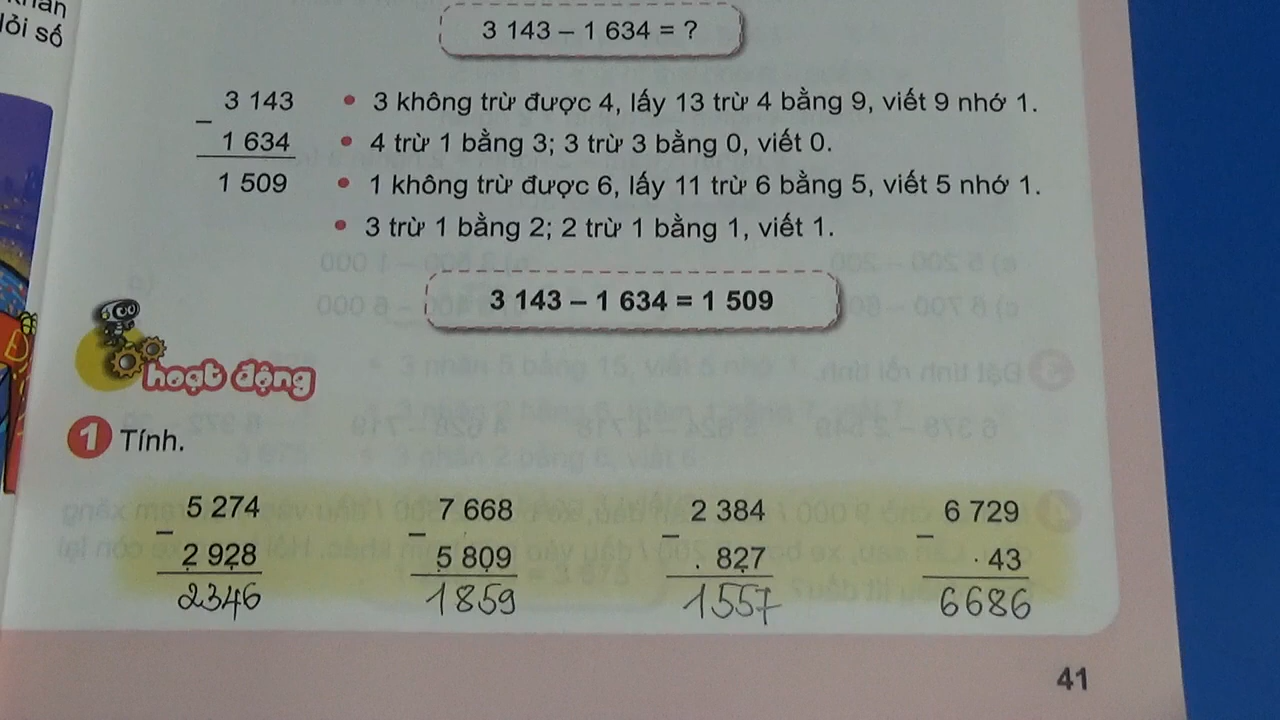 lỏi số
3 143 – 1 634 = ?
3 143 • 3 không trừ được 4, lấy 13 trừ 4 bằng 9, viết 9 nhớ 1.
–
1 634 • 4 trừ 1 bằng 3; 3 trừ 3 bằng 0, viết 0.
1 509 • 1 không trừ được 6, lấy 11 trừ 6 bằng 5, viết 5 nhớ 1.
• 3 trừ 1 bằng 2; 2 trừ 1 bằng 1, viết 1.
3 143 – 1 634 = 1 509
hoạt động
1 Tính.
5 274 7 668 2 384 6 729
– – – –
2 928 5 809 827 43
2346 1859 1557 6686
41